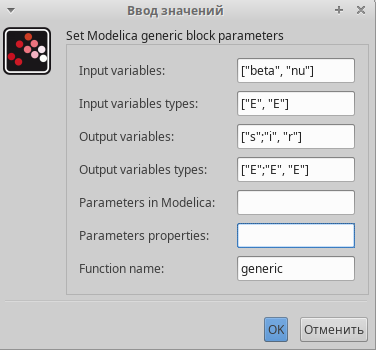 Ввод значений
Set Modelica generic block parameters
Input variables: ["beta", "nu"]
Input variables types: ["E", "E"]
Output variables: ["s";"i", "r"]
Output variables types: ["E";"E", "E"]
Parameters in Modelica:
Parameters properties:
Function name: generic
OK Отменить